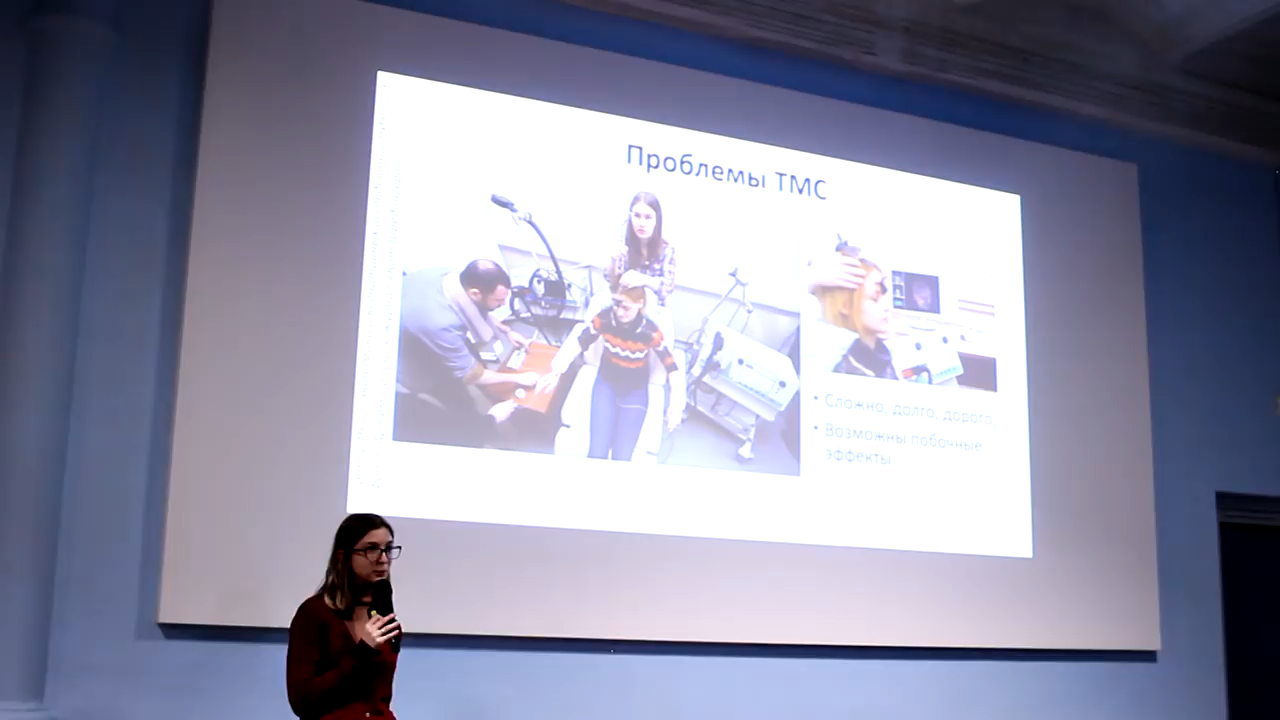 Проблемы ТМС
• Сложно, долго, дорого.
• Возможны побочные
эффекты.